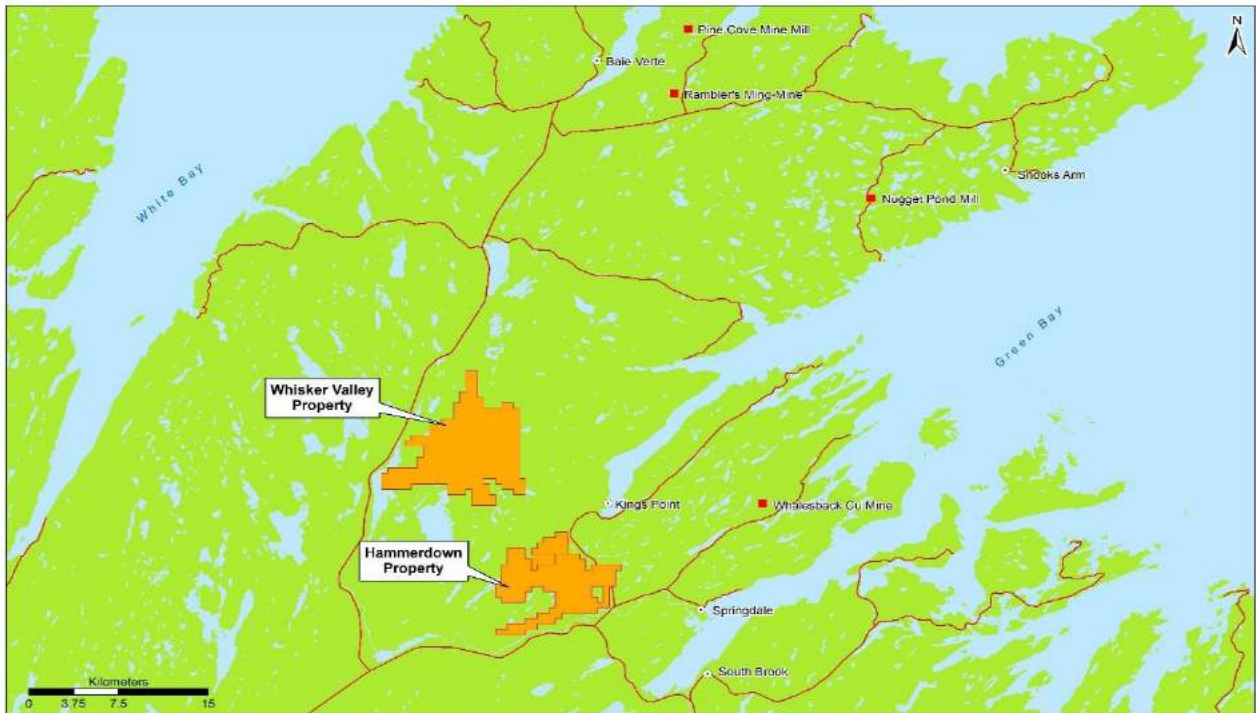 N
Pine Cove Mine Mill
Baie Verte
Rambler's Ming-Mine
Snooks Arm
White Bay
Nugget Pond Mill
Green Bay
Whisker Valley
Property
Kings Point
Whalesback Cu Mine
Hammerdown
Property
Springdale
South Brook
Kilometers
0 3.75 7.5 15